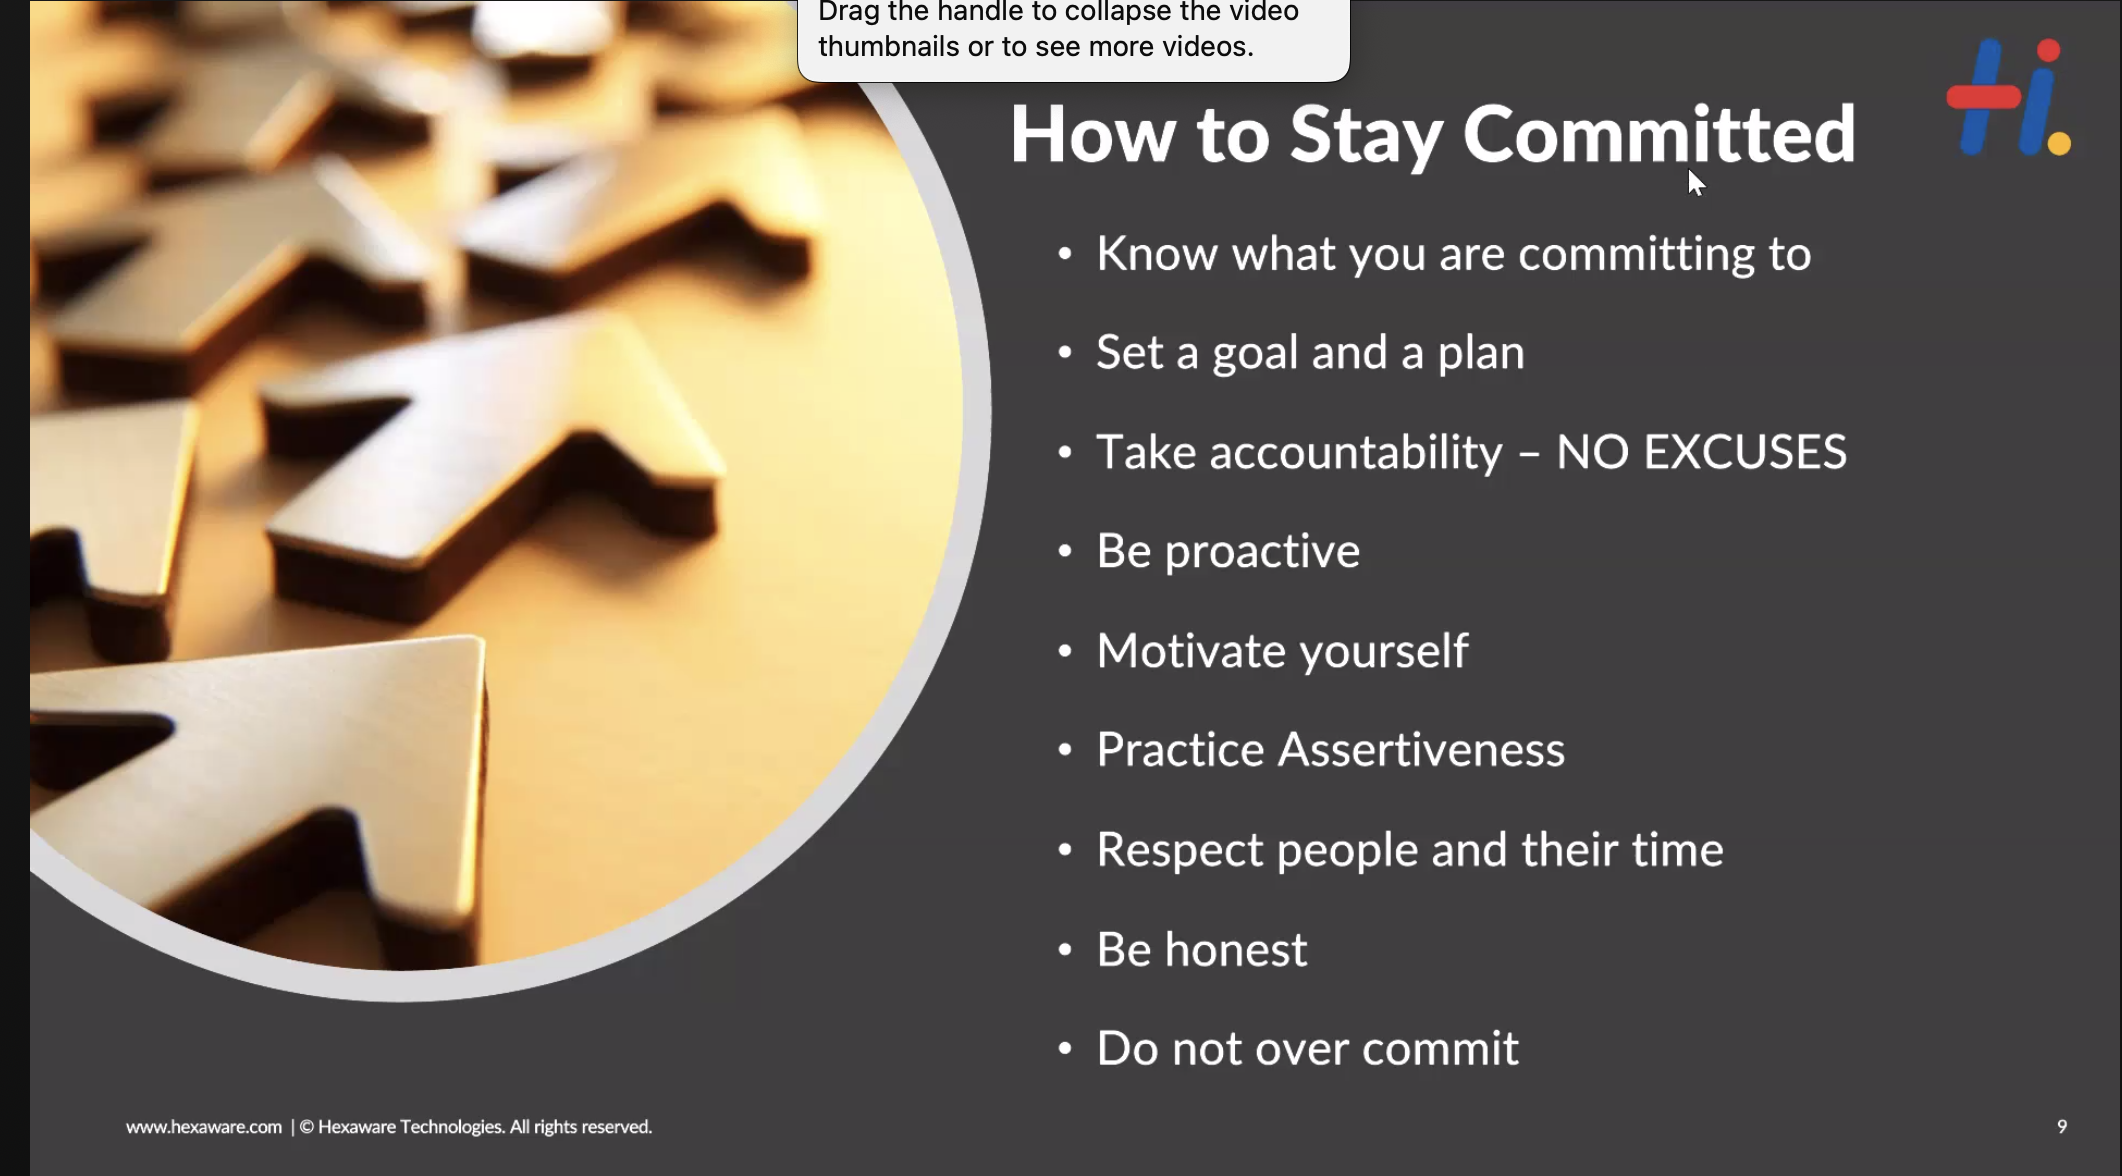 Drag the handle to collapse the video
thumbnails or to see more videos.
How to Stay Committed
Hi.
• Know what you are committing to
• Set a goal and a plan
• Take accountability – NO EXCUSES
• Be proactive
• Motivate yourself
• Practice Assertiveness
• Respect people and their time
• Be honest
• Do not over commit
www.hexaware.com | © Hexaware Technologies. All rights reserved.
9